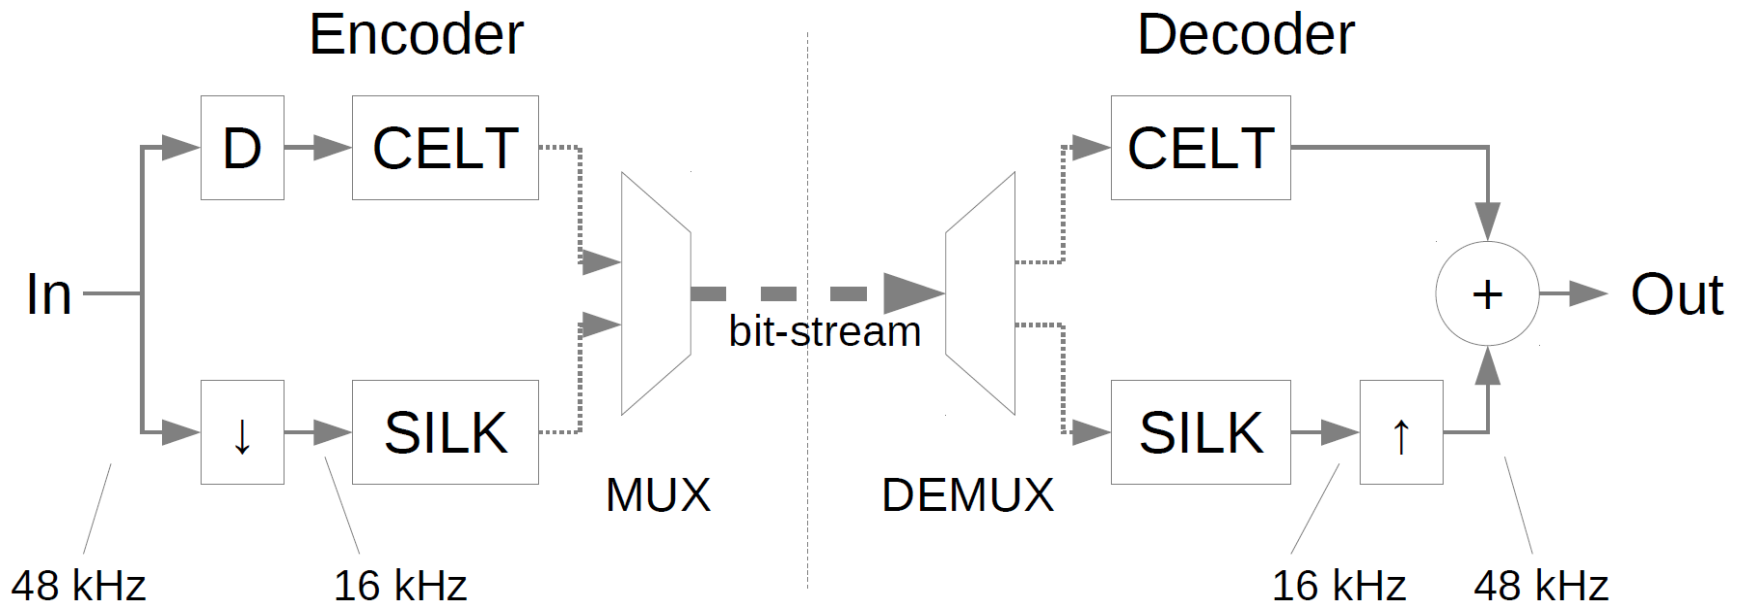 Encoder
Decoder
D
CELT
CELT
In
bit-stream
+
Out
↓
SILK
SILK
↑
MUX
DEMUX
48 kHz
16 kHz
16 kHz
48 kHz